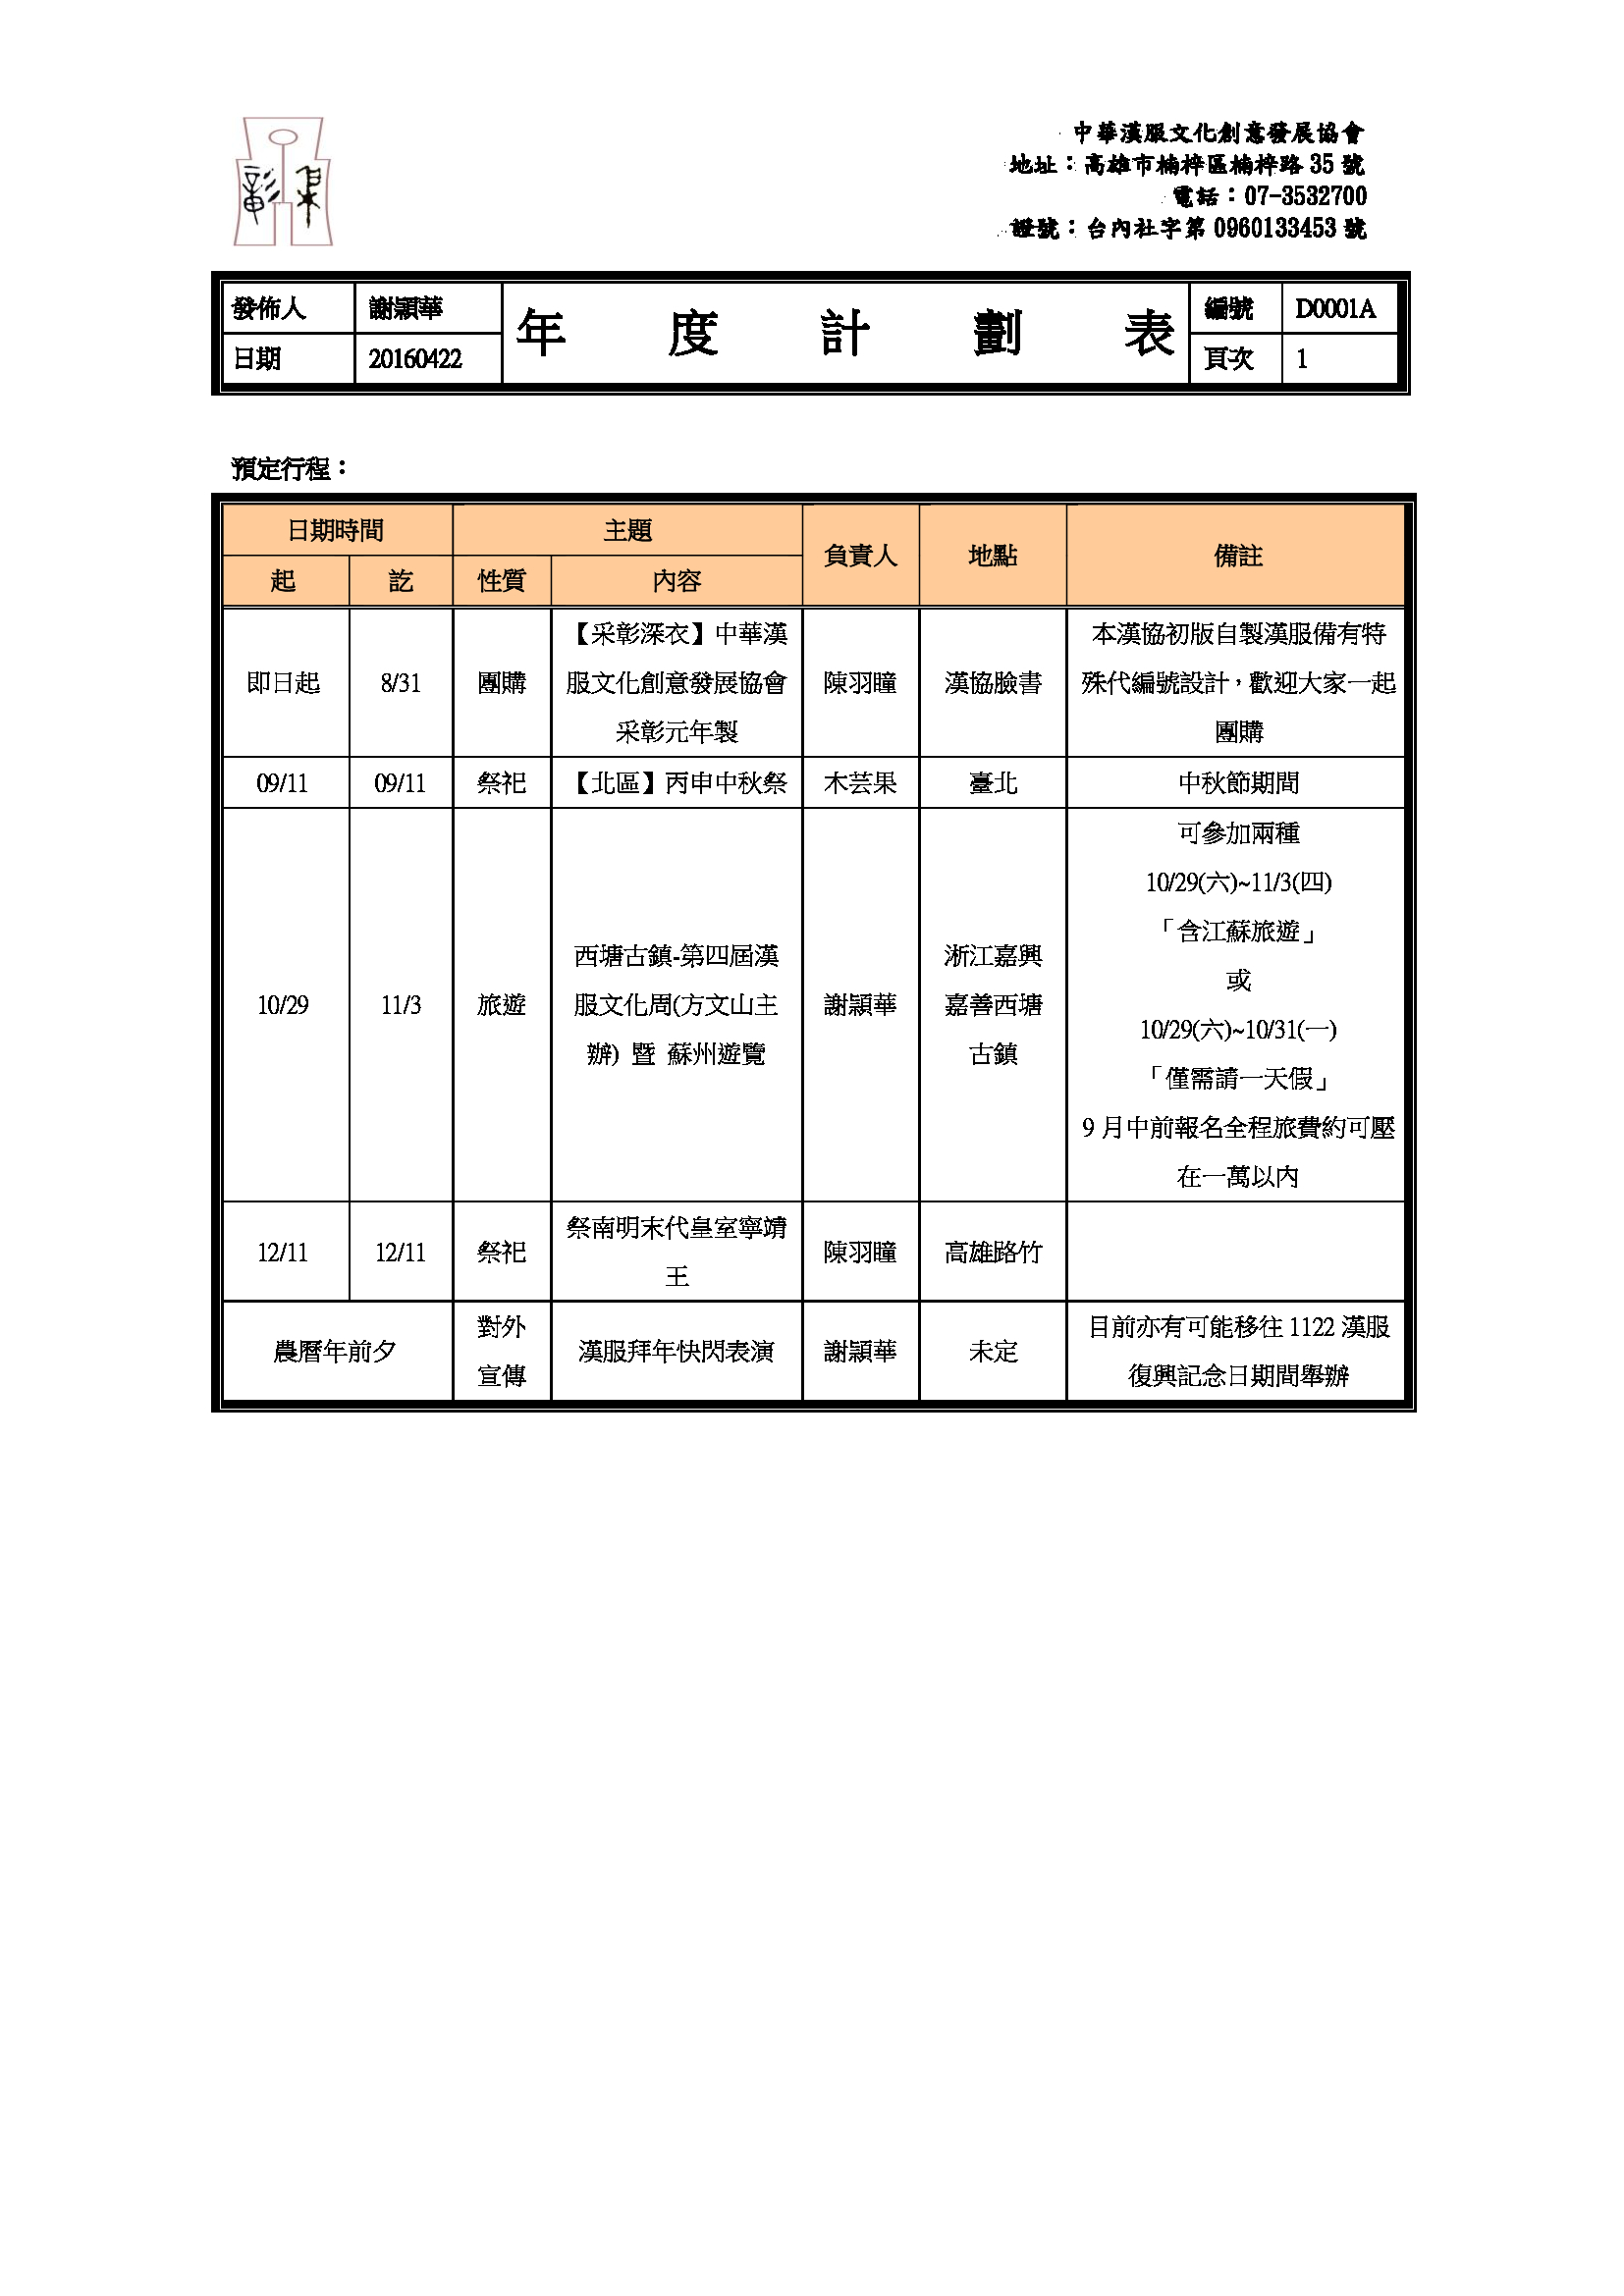 中華漢服文化創意發展協會
地址：高雄市楠梓區楠梓路 35 號
電話：07-3532700
證號：台內社字第 0960133453 號
發佈人 謝潁華 年度計劃表 編號 D0001A
日期 20160422 頁次 1
預定行程：
日期時間 主題 負責人 地點 備註
起 訖 性質 內容
即日起 8/31 團購
【采彰深衣】中華漢
服文化創意發展協會
采彰元年製
陳羽瞳 漢協臉書
本漢協初版自製漢服備有特
殊代編號設計，歡迎大家一起
團購
09/11 09/11 祭祀 【北區】丙申中秋祭 木芸果 臺北 中秋節期間
10/29 11/3 旅遊
西塘古鎮-第四屆漢
服文化周(方文山主
辦) 暨 蘇州遊覽
謝潁華
淅江嘉興
嘉善西塘
古鎮
可參加兩種
10/29(六)~11/3(四)
「含江蘇旅遊」
或
10/29(六)~10/31(一)
「僅需請一天假」
9 月中前報名全程旅費約可壓
在一萬以內
12/11 12/11 祭祀
祭南明末代皇室寧靖
王
陳羽瞳 高雄路竹
農曆年前夕
對外
宣傳
漢服拜年快閃表演 謝潁華 未定
目前亦有可能移往 1122 漢服
復興記念日期間舉辦